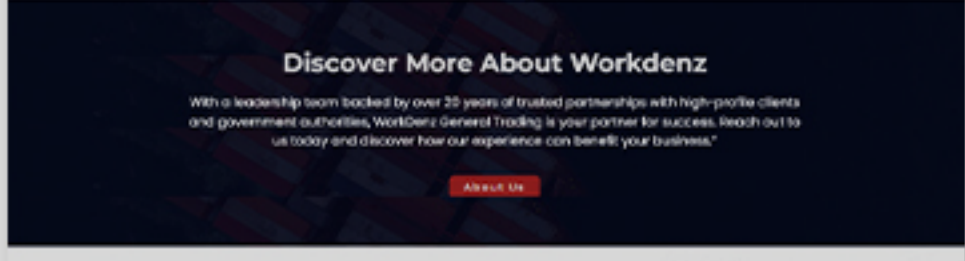 Discover More About Workdenz
With a leadership team backed by over 20 years of trusted partnerships with high-profile clients
and government authorities, WorkDenz General Trading is your partner for success. Reach out to
us today and discover how our experience can benefit your business."
About Us